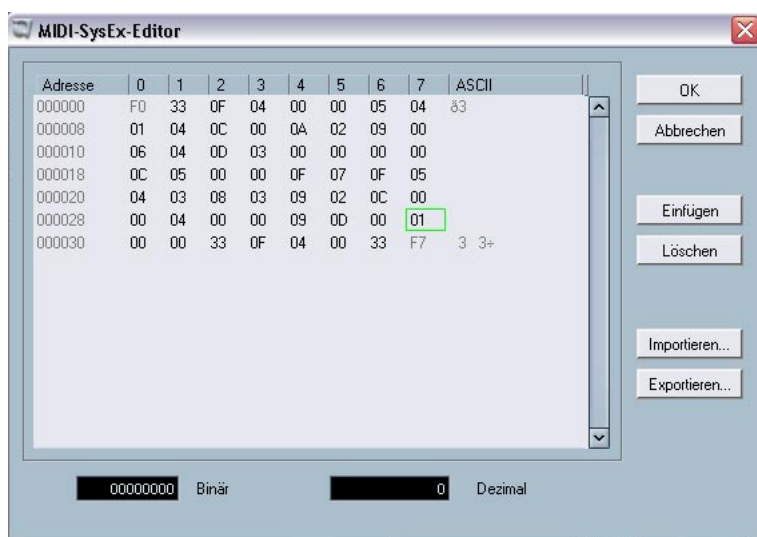 MIDI-SysEx-Editor
Adresse 0 1 2 3 4 5 6 7 ASCII
000000 F0 33 0F 04 00 00 05 04 ð3
000008 01 04 0C 00 0A 02 09 00
000010 06 04 0D 03 00 00 00 00
000018 0C 05 00 00 0F 07 0F 05
000020 04 03 08 03 09 02 0C 00
000028 00 04 00 00 09 0D 00 01
000030 00 00 33 0F 04 00 33 F7 3 3÷
OK
Abbrechen
Einfügen
Löschen
Importieren...
Exportieren...
00000000 Binär 0 Dezimal